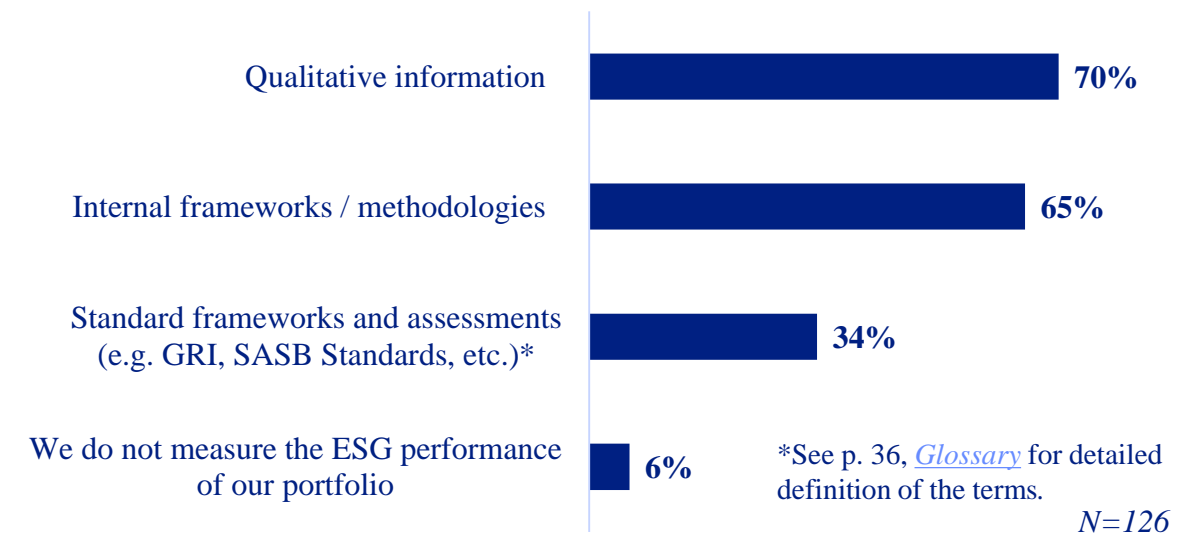 Qualitative information
70%
Internal frameworks / methodologies
65%
Standard frameworks and assessments
(e.g. GRI, SASB Standards, etc.)*
34%
We do not measure the ESG performance
of our portfolio
6%
*See p. 36, Glossary for detailed
definition of the terms.
N=126